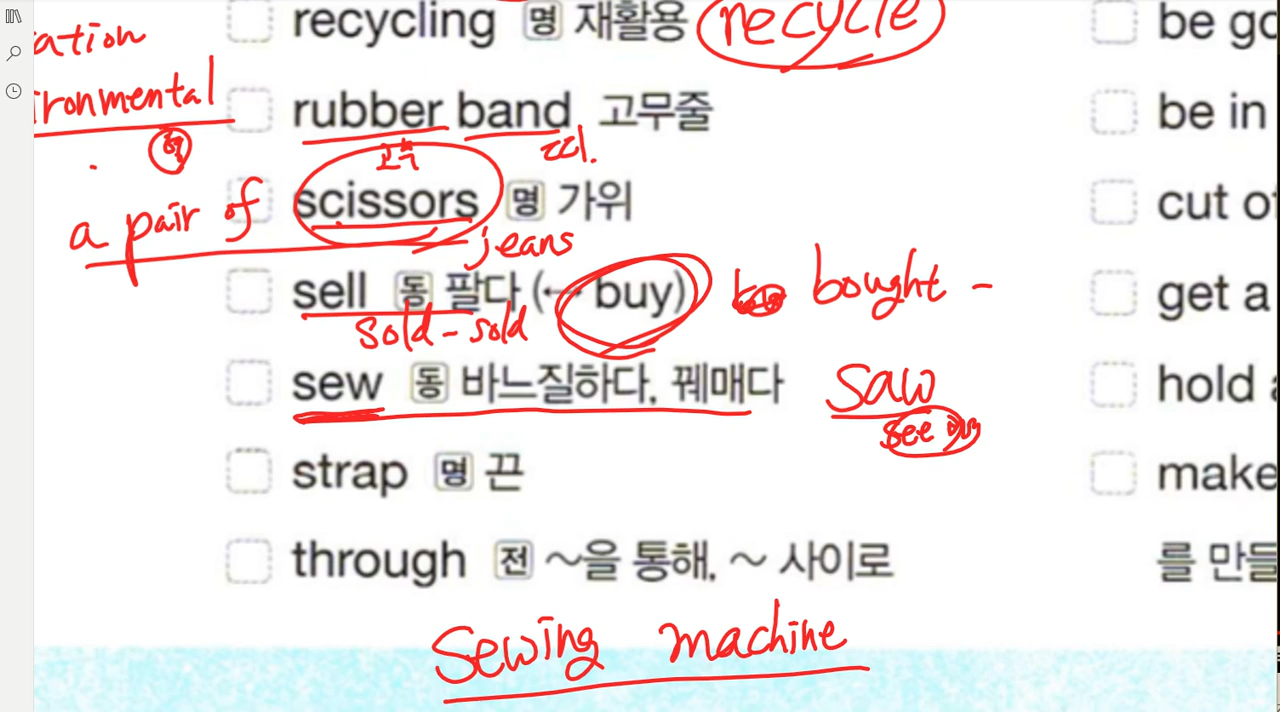 recycling 명 재활용 recycle
be go
ation
ironmental
rubber band 고무줄
be in
고무
띠.
형
a pair of scissors 명 가위
cut o
jeans
sell 동 팔다 (↔ buy) bought -
get a
sold - sold
sew 동 바느질하다, 꿰매다 saw
hold a
see
strap 명 끈
make
through 전 ~을 통해, ~ 사이로
를 만들
Sewing machine